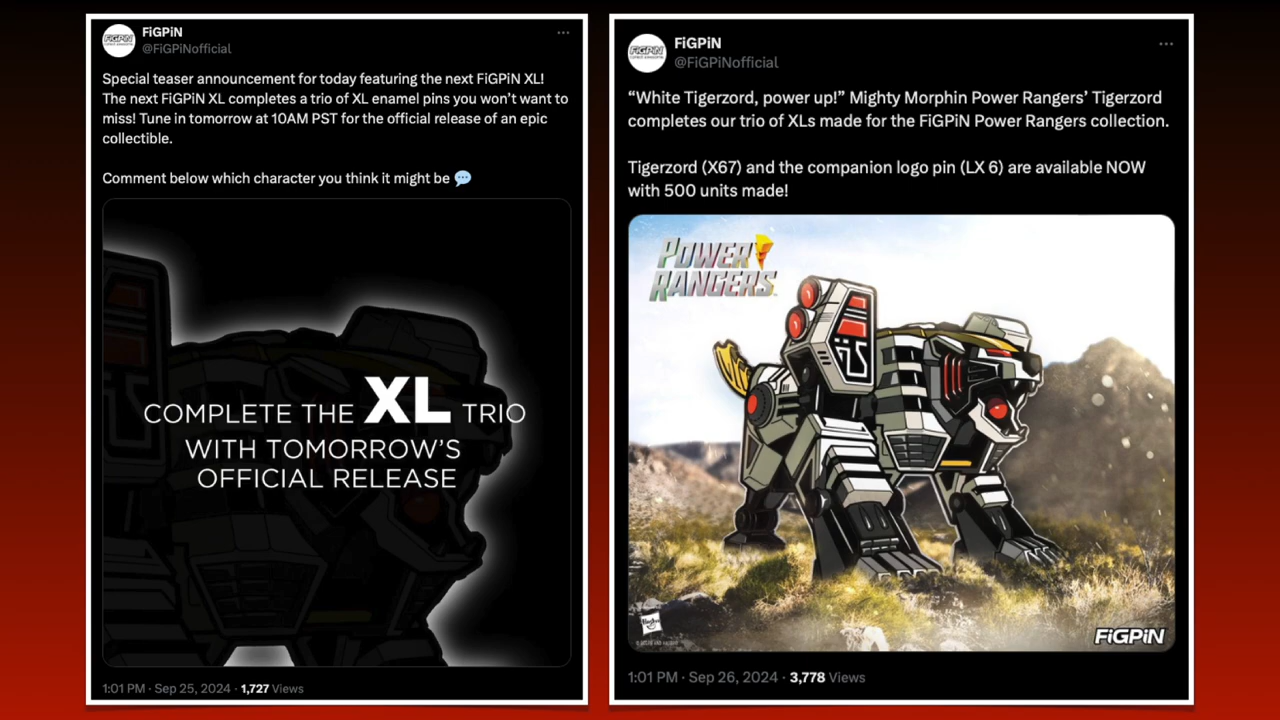 FiGPiN
@FiGPiNofficial
Special teaser announcement for today featuring the next FiGPiN XL!
The next FiGPiN XL completes a trio of XL enamel pins you won't want to
miss! Tune in tomorrow at 10AM PST for the official release of an epic
collectible.
Comment below which character you think it might be 💬
COMPLETE THE XL TRIO
WITH TOMORROW'S
OFFICIAL RELEASE
1:01 PM · Sep 25, 2024 · 1,727 Views
FiGPiN
@FiGPiNofficial
“White Tigerzord, power up!” Mighty Morphin Power Rangers’ Tigerzord
completes our trio of XLs made for the FiGPiN Power Rangers collection.
Tigerzord (X67) and the companion logo pin (LX 6) are available NOW
with 500 units made!
POWER
RANGERS
Hasbro
FiGPiN
1:01 PM · Sep 26, 2024 · 3,778 Views